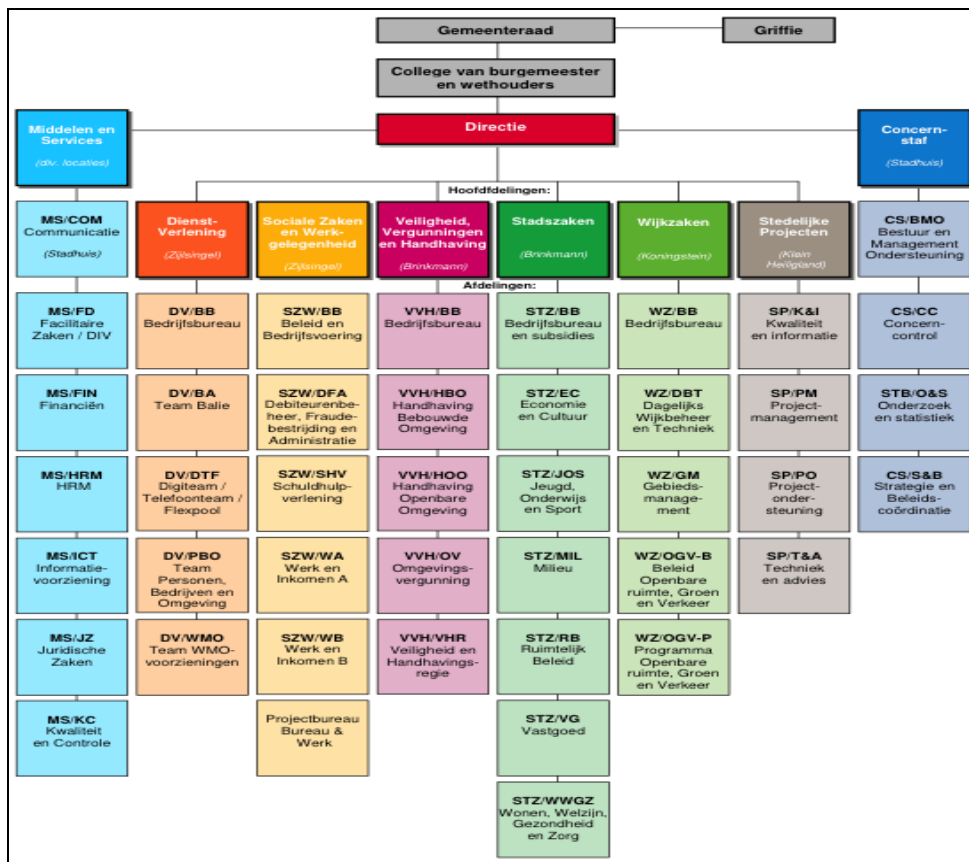 Gemeenteraad
Griffie
College van burgemeester
en wethouders
Directie
Middelen en
Services
(div. locaties)
Concern-
staf
(Stadhuis)
Hoofdfdelingen:
MS/COM
Communicatie
(Stadhuis)
Dienst-
Verlening
(Zijlsingel)
Sociale Zaken
en Werk-
gelegenheid
(Zijlsingel)
Veiligheid,
Vergunningen
en Handhaving
(Brinkmann)
Stadszaken
(Brinkmann)
Wijkzaken
(Koningstein)
Stedelijke
Projecten
(Klein
Heiligland)
CS/BMO
Bestuur en
Management
Ondersteuning
Afdelingen:
MS/FD
Facilitaire
Zaken / DIV
DV/BB
Bedrijfsbureau
SZW/BB
Beleid en
Bedrijfsvoering
VVH/BB
Bedrijfsbureau
STZ/BB
Bedrijfsbureau
en subsidies
WZ/BB
Bedrijfsbureau
SP/K&I
Kwaliteit
en informatie
CS/CC
Concern-
control
MS/FIN
Financiën
DV/BA
Team Balie
SZW/DFA
Debiteurenbe-
heer, Fraude-
bestrijding en
Administratie
VVH/HBO
Handhaving
Bebouwde
Omgeving
STZ/EC
Economie
en Cultuur
WZ/DBT
Dagelijks
Wijkbeheer
en Techniek
SP/PM
Project-
management
STB/O&S
Onderzoek
en statistiek
MS/HRM
HRM
DV/DTF
Digiteam /
Telefoonteam /
Flexpool
SZW/SHV
Schuldhulp-
verlening
VVH/HOO
Handhaving
Openbare
Omgeving
STZ/JOS
Jeugd,
Onderwijs
en Sport
WZ/GM
Gebieds-
manage-
ment
SP/PO
Project-
onder-
steuning
CS/S&B
Strategie en
Beleids-
coördinatie
MS/ICT
Informatie-
voorziening
DV/PBO
Team
Personen,
Bedrijven en
Omgeving
SZW/WA
Werk en
Inkomen A
VVH/OV
Omgevings-
vergunning
STZ/MIL
Milieu
WZ/OGV-B
Beleid
Openbare
ruimte, Groen
en Verkeer
SP/T&A
Techniek
en advies
MS/JZ
Juridische
Zaken
DV/WMO
Team WMO-
voorzieningen
SZW/WB
Werk en
Inkomen B
VVH/VHR
Veiligheid en
Handhavings-
regie
STZ/RB
Ruimtelijk
Beleid
WZ/OGV-P
Programma
Openbare
ruimte, Groen
en Verkeer
MS/KC
Kwaliteit
en Controle
Projectbureau
Bureau &
Werk
STZ/VG
Vastgoed
STZ/WWGZ
Wonen, Welzijn,
Gezondheid
en Zorg